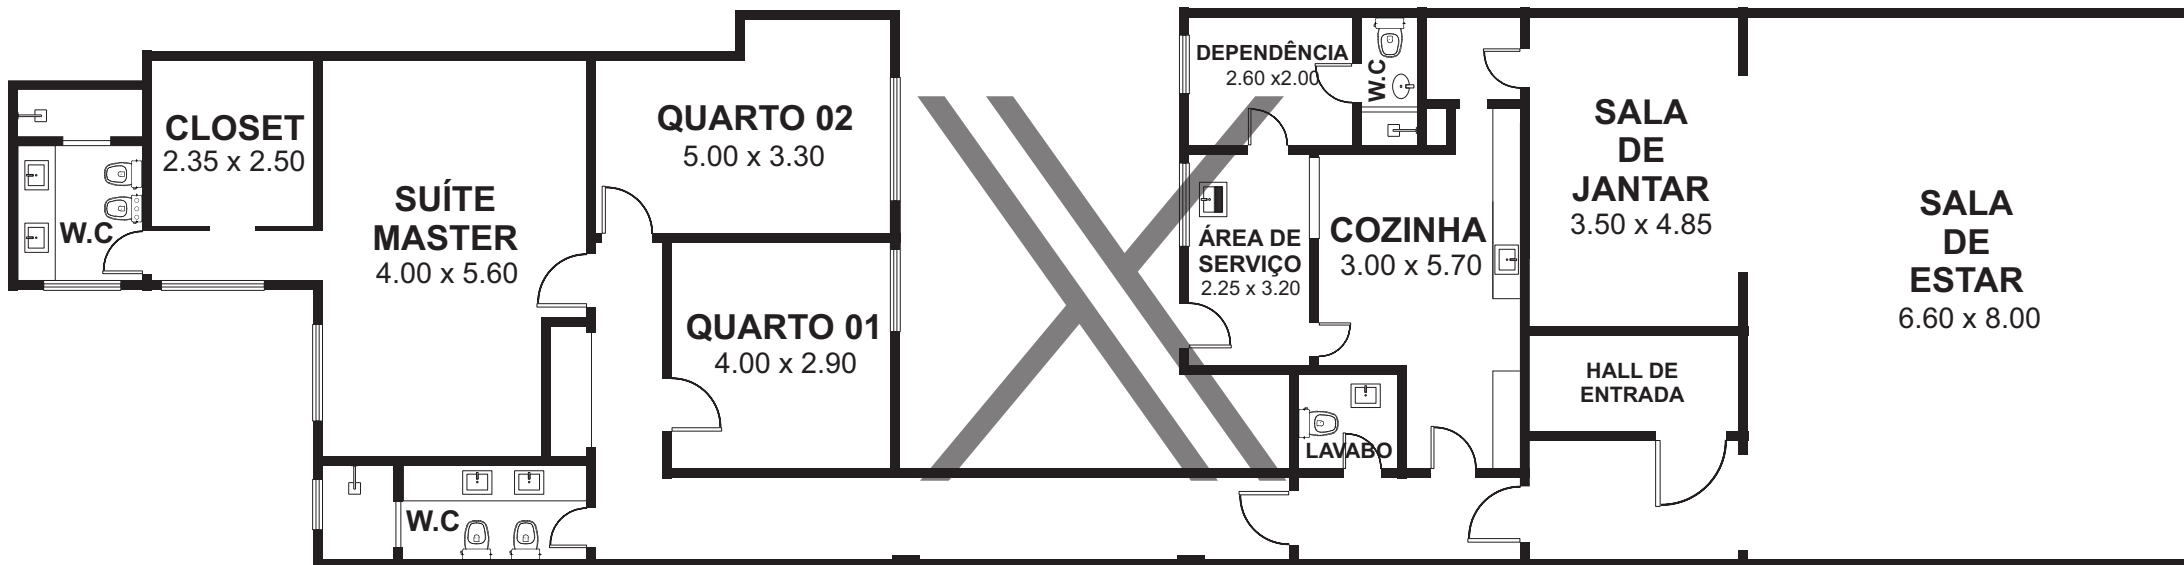 CLOSET
2.35 x 2.50
W.C
SUÍTE
MASTER
4.00 x 5.60
QUARTO 02
5.00 x 3.30
QUARTO 01
4.00 x 2.90
W.C
DEPENDÊNCIA
2.60 x2.00
W.C
ÁREA DE
SERVIÇO
2.25 x 3.20
COZINHA
3.00 x 5.70
LAVABO
SALA
DE
JANTAR
3.50 x 4.85
HALL DE
ENTRADA
SALA
DE
ESTAR
6.60 x 8.00